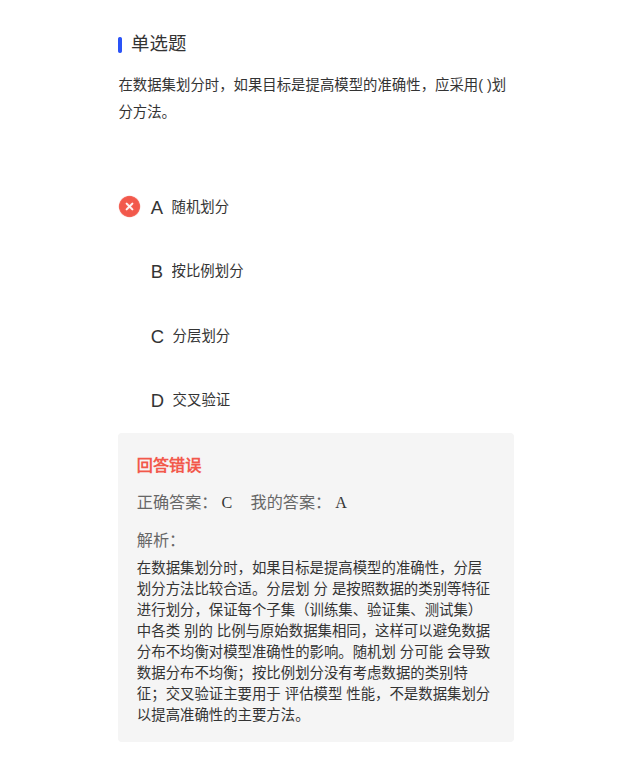 单选题
在数据集划分时，如果目标是提高模型的准确性，应采用( )划
分方法。
A 随机划分
B 按比例划分
C 分层划分
D 交叉验证
回答错误
正确答案： C 我的答案： A
解析：
在数据集划分时，如果目标是提高模型的准确性，分层
划分方法比较合适。分层划 分 是按照数据的类别等特征
进行划分，保证每个子集（训练集、验证集、测试集）
中各类 别的 比例与原始数据集相同，这样可以避免数据
分布不均衡对模型准确性的影响。随机划 分可能 会导致
数据分布不均衡；按比例划分没有考虑数据的类别特
征；交叉验证主要用于 评估模型 性能，不是数据集划分
以提高准确性的主要方法。